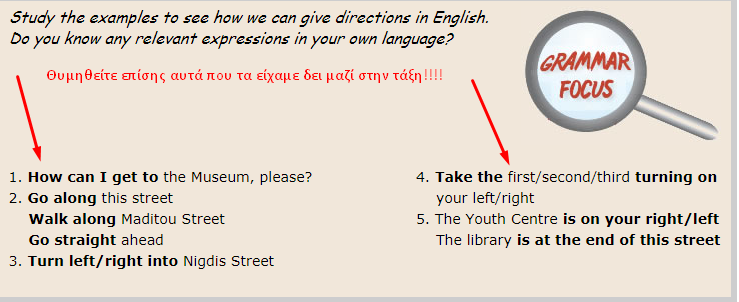 Study the examples to see how we can give directions in English.
Do you know any relevant expressions in your own language?
Θυμηθείτε επίσης αυτά που τα είχαμε δει μαζί στην τάξη!!!!
GRAMMAR
FOCUS
1. How can I get to the Museum, please?
2. Go along this street
Walk along Maditou Street
Go straight ahead
3. Turn left/right into Nigdis Street
4. Take the first/second/third turning on
your left/right
5. The Youth Centre is on your right/left
The library is at the end of this street